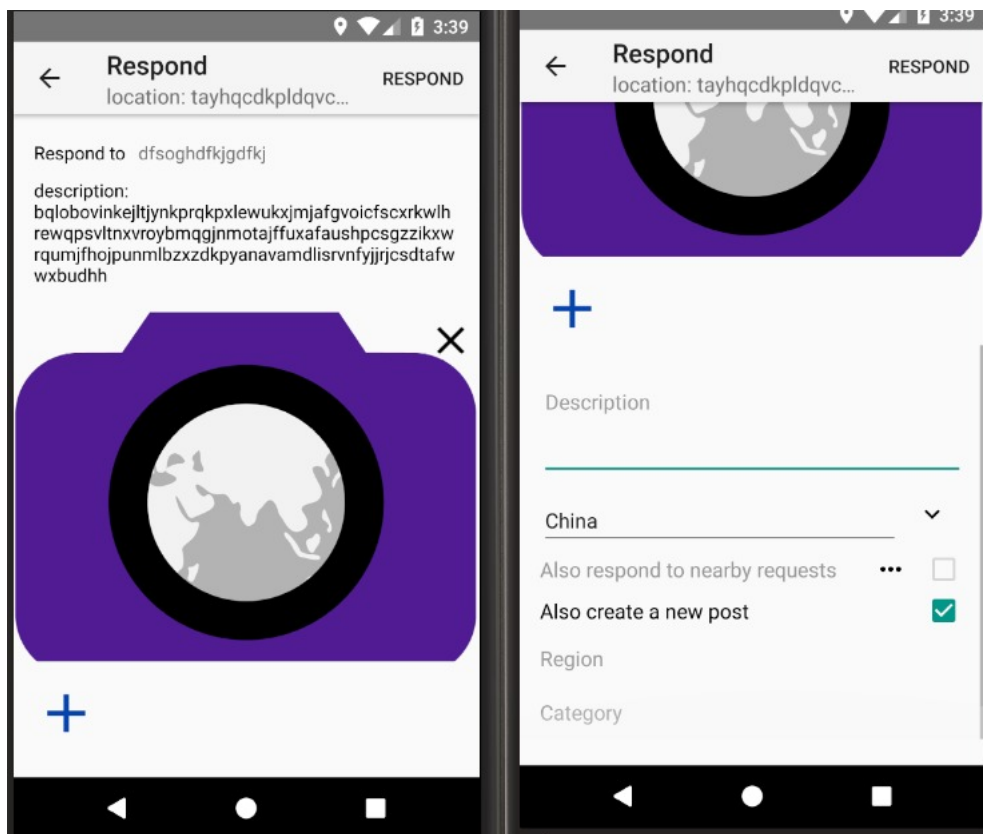 3:39
Respond
location: tayhqcdkpldqvc...
RESPOND
Respond to dfsoghdfkjgdfkj
description:
bqlobovinkejltjynkprqkpxlewukxjmjafgvoicfscxrkwlh
rewqpsvltnxvroybmqgjnmotajffuxafaushpcsgzzikxw
rqumjfhojpunmlbzxzdkpyanavamdlisrvnfyjjrjcsdtafw
wxbudhh
3:39
Respond
location: tayhqcdkpldqvc...
RESPOND
Description
China
Also respond to nearby requests
Also create a new post
Region
Category